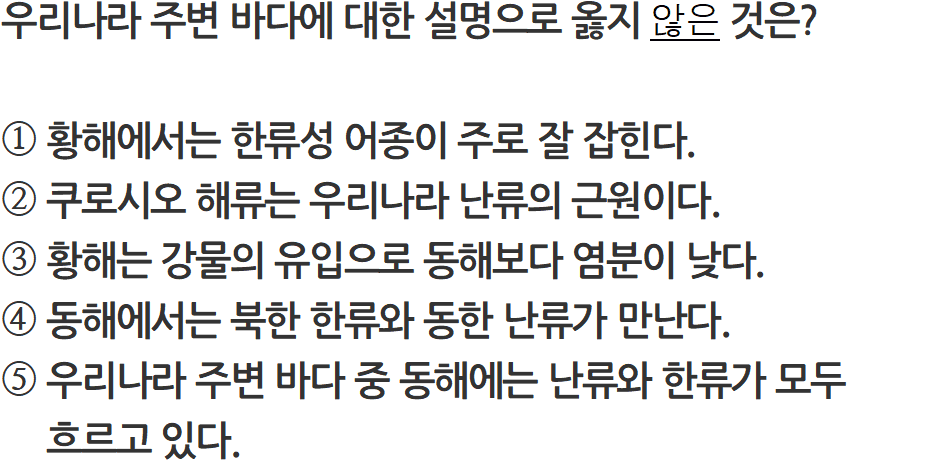 우리나라 주변 바다에 대한 설명으로 옳지 않은 것은?
① 황해에서는 한류성 어종이 주로 잘 잡힌다.
② 쿠로시오 해류는 우리나라 난류의 근원이다.
③ 황해는 강물의 유입으로 동해보다 염분이 낮다.
④ 동해에서는 북한 한류와 동한 난류가 만난다.
⑤ 우리나라 주변 바다 중 동해에는 난류와 한류가 모두
흐르고 있다.